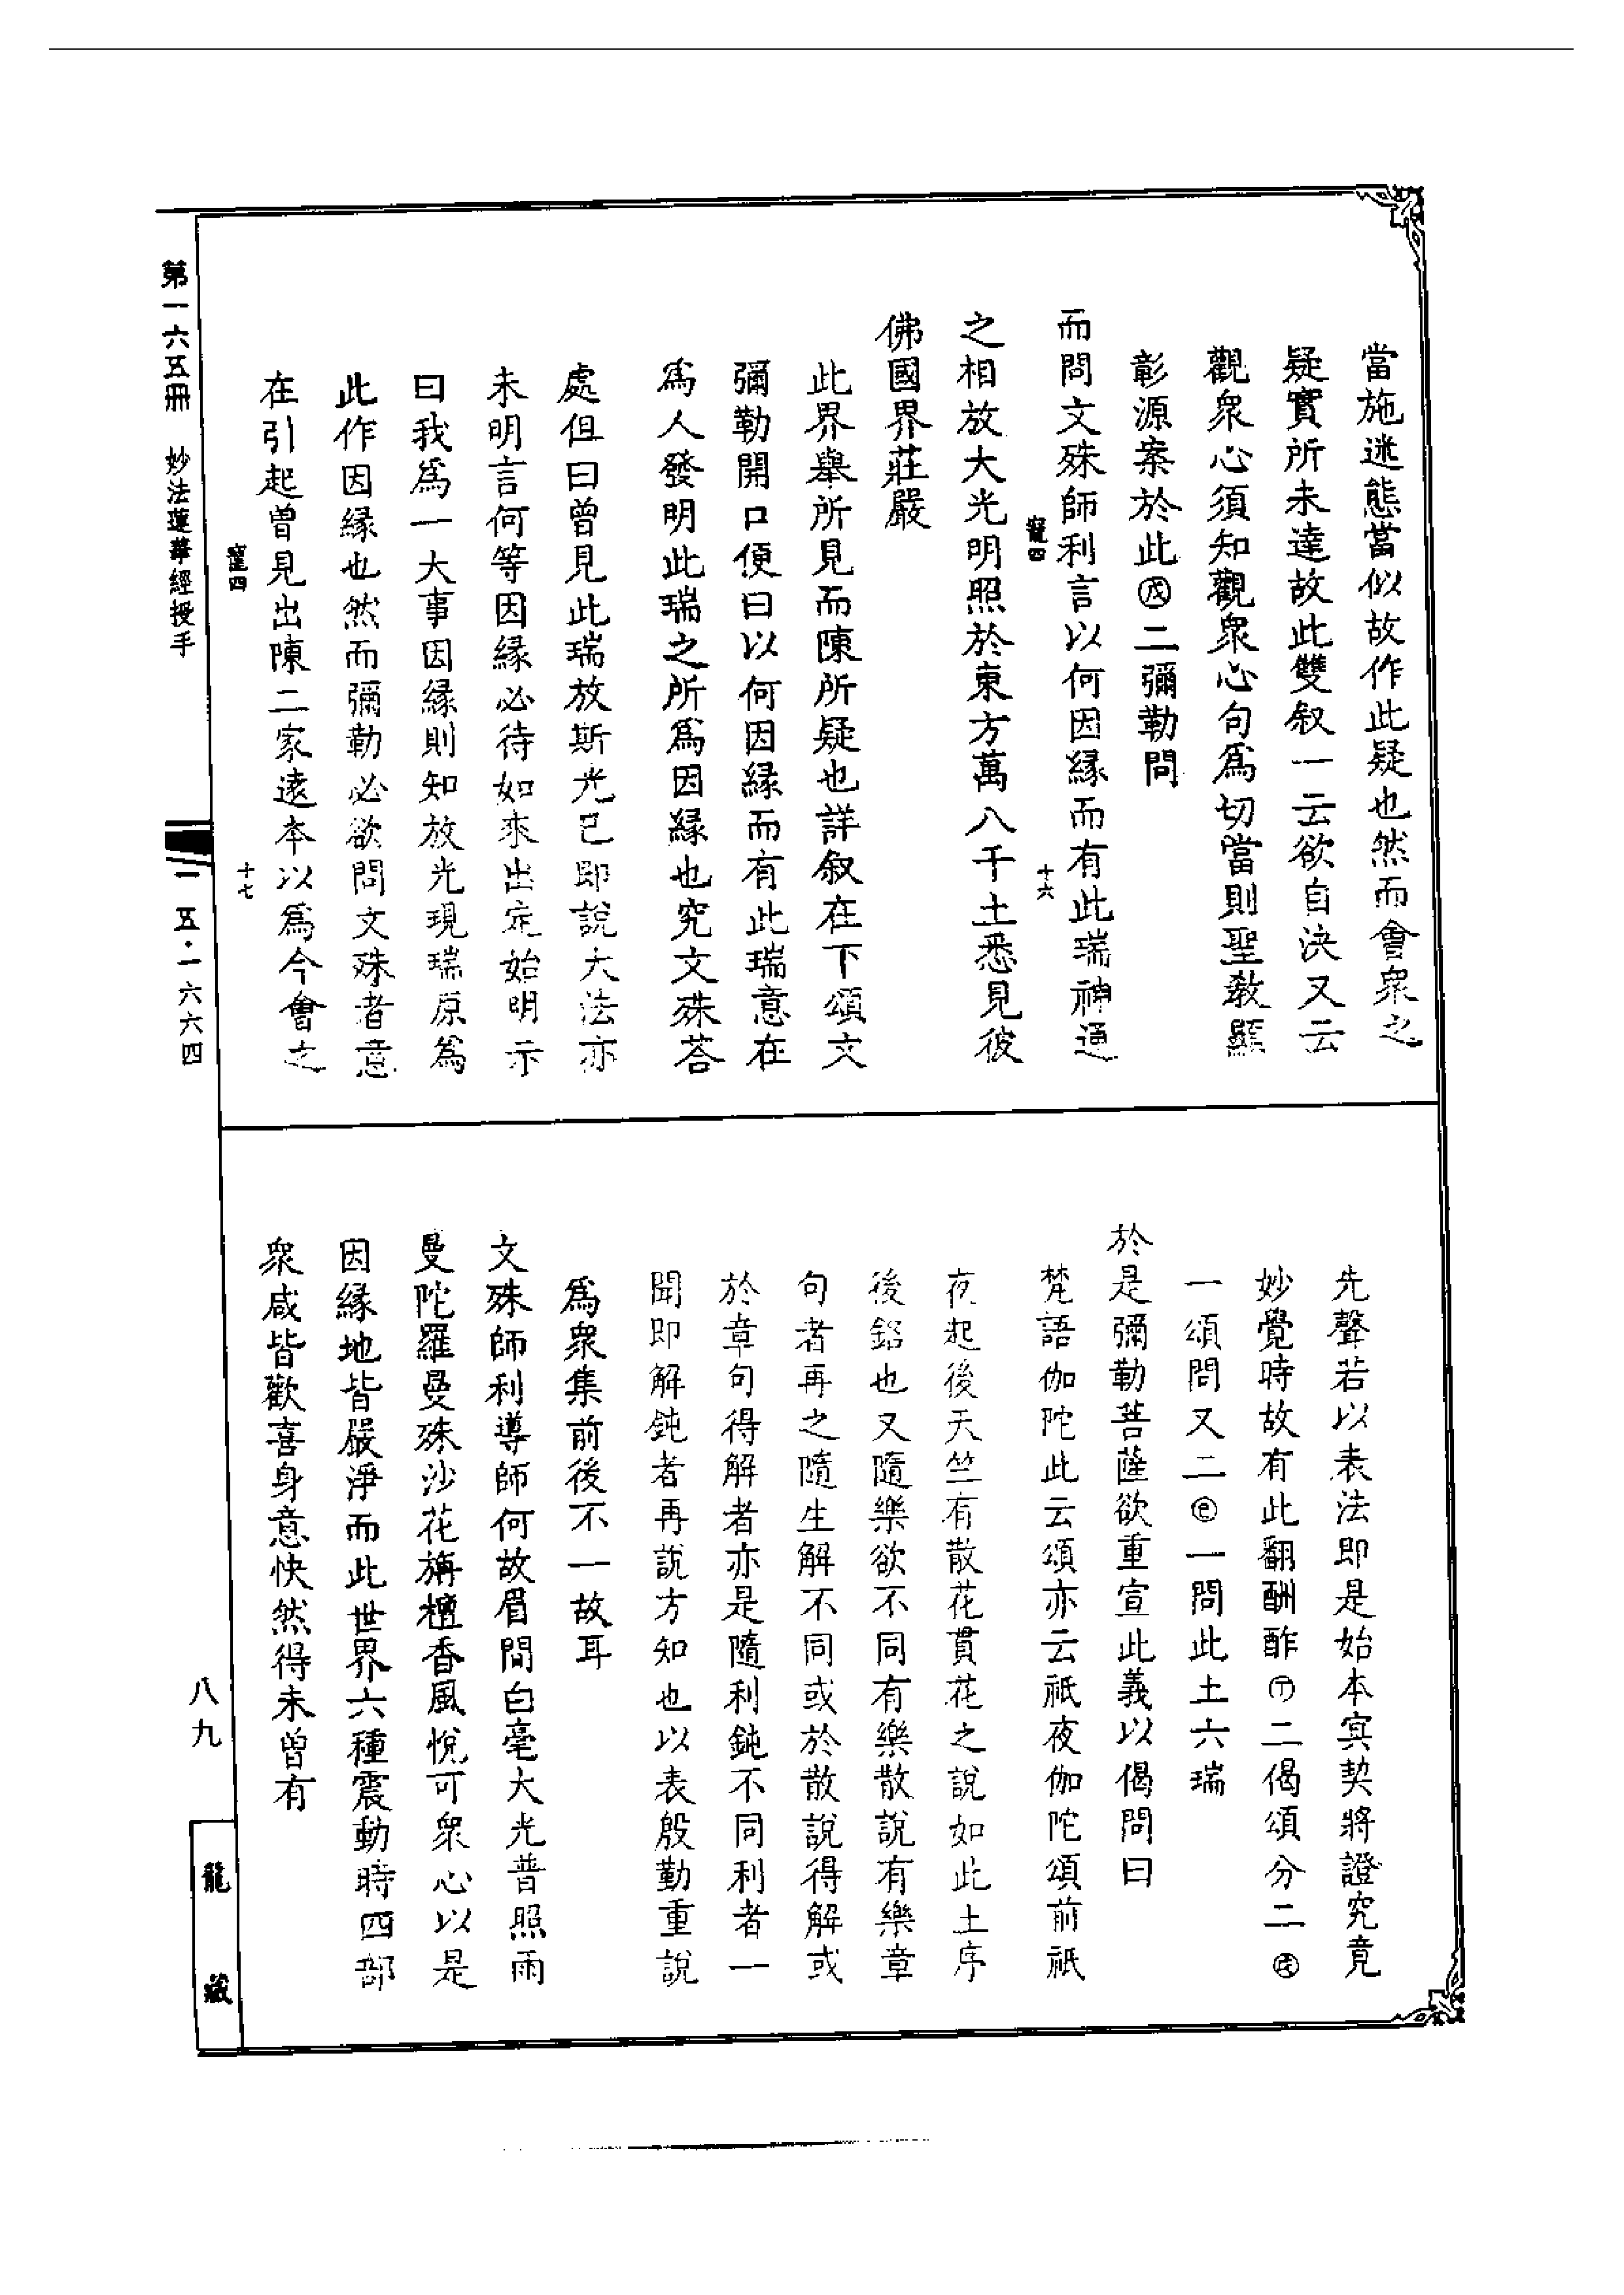 當施迷態當似故作此疑也然而會衆之
疑實所未達故此雙叙一云欲自決又云
觀衆心須知觀衆心句爲切當則聖教顯
彰源案於此㊅二彌勒問
而問文殊師利言以何因緣而有此瑞神通
寵四
十六
之相放大光明照於東方萬八千土悉見彼
佛國界莊嚴
此界舉所見而陳所疑也詳叙在下頌文
彌勒開口便曰以何因緣而有此瑞意在
爲人發明此瑞之所爲因緣也究文殊荅
處但曰曾見此瑞放斯光已即說大法亦
未明言何等因緣必待如來出定始明示
曰我爲一大事因緣則知放光現瑞原爲
此作因緣也然而彌勒必欲問文殊者意
在引起曾見出陳二家遠本以爲今會之
寵四
十七
先聲若以表法即是始本㝠契將證究竟
妙覺時故有此翻酬酢㊀二偈頌分二
一頌問又二㊁一問此土六瑞
於是彌勒菩薩欲重宣此義以偈問曰
梵語伽陀此云頌亦云祇夜伽陀頌前祇
夜起後天竺有散花貫花之說如此土序
後銘也又隨樂欲不同有樂散說有樂章
句者再之隨生解不同或於散說得解或
於章句得解者亦是隨利鈍不同利者一
聞即解鈍者再說方知也以表殷勤重說
爲衆集前後不一故耳
文殊師利導師何故眉間白毫大光普照雨
曼陀羅曼殊沙花旃檀香風悅可衆心以是
因緣地皆嚴淨而此世界六種震動時四部
衆咸皆歡喜身意快然得未曾有
第一六五冊　妙法蓮華經授手
一五·一六六四
八九
龍藏